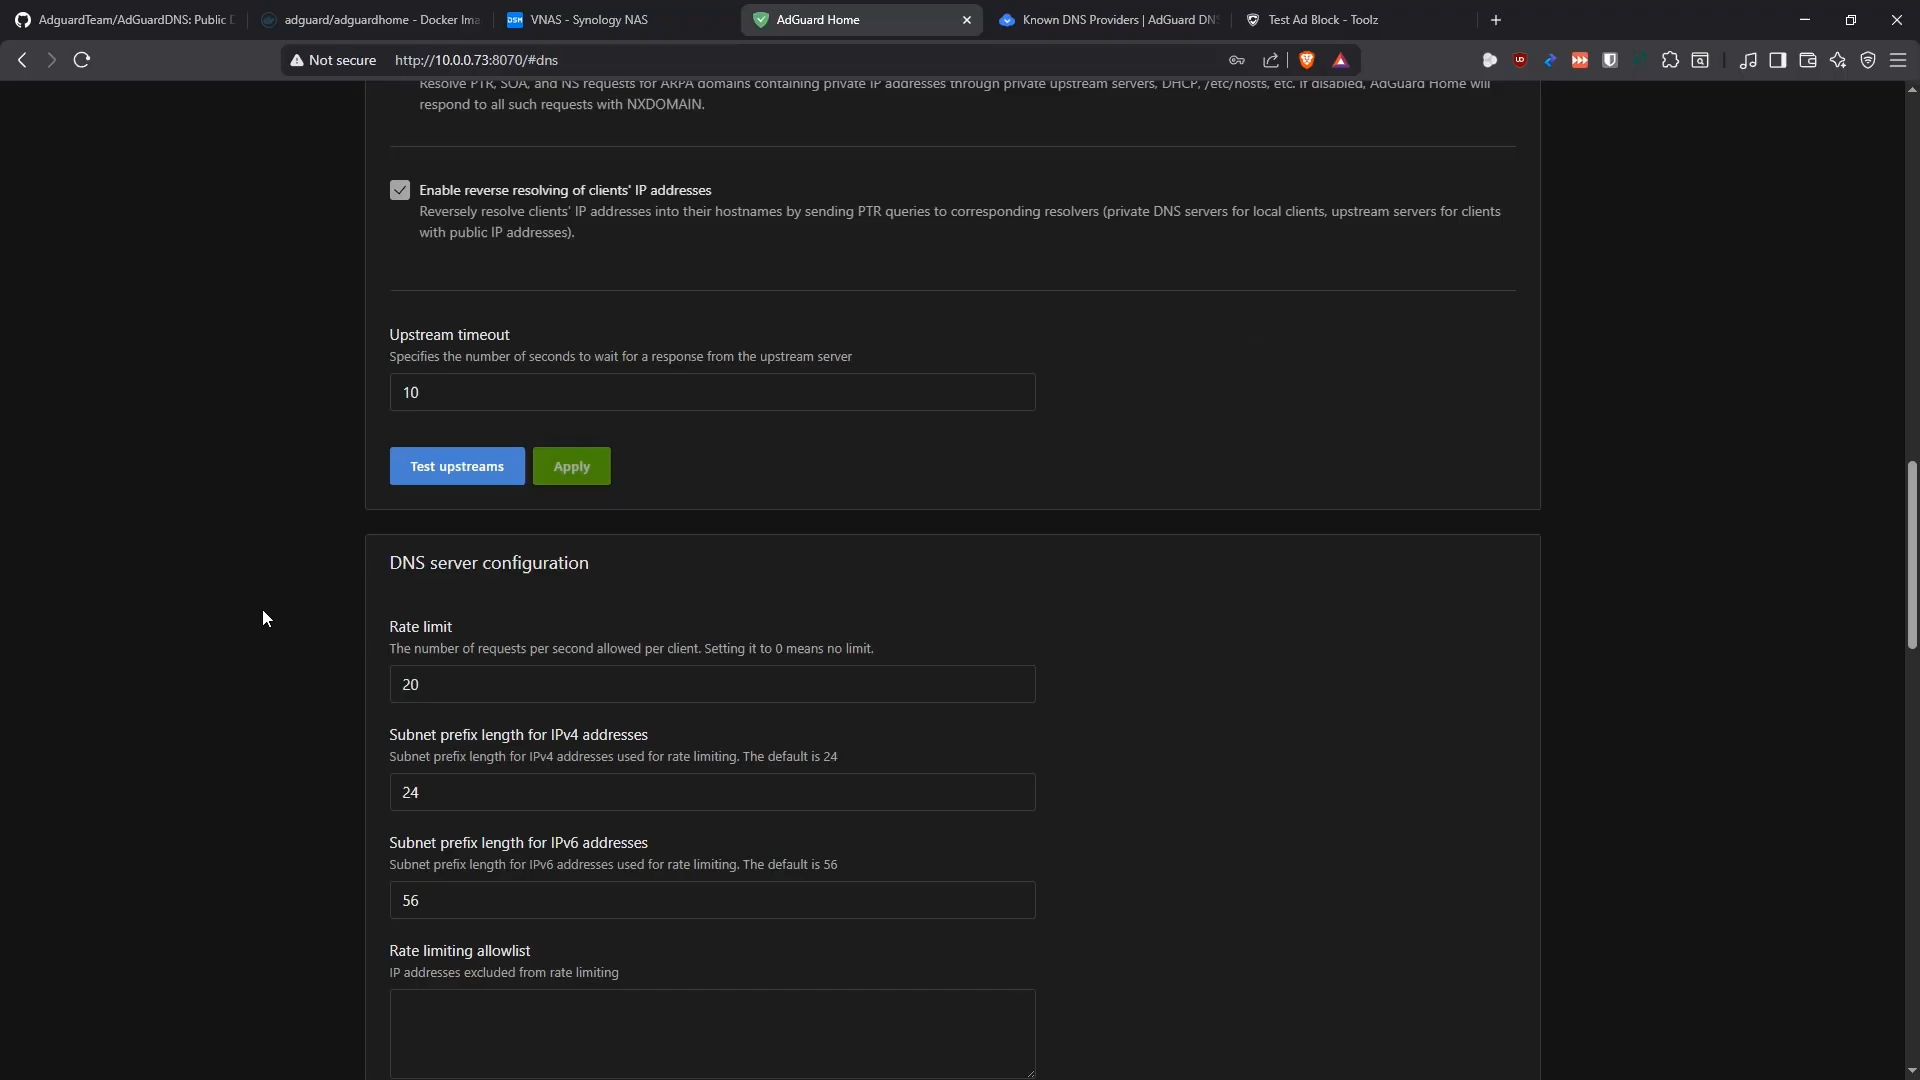 AdguardTeam/AdGuardDNS: Public D
adguard/adguardhome - Docker Ima
DSM VNAS - Synology NAS
AdGuard Home
Known DNS Providers | AdGuard DNS
Test Ad Block - Toolz
Not secure
http://10.0.0.73:8070/#dns
Resolve PTR, SOA, and NS requests for ARPA domains containing private IP addresses through private upstream servers, DHCP, /etc/hosts, etc. If disabled, AdGuard Home will
respond to all such requests with NXDOMAIN.
Enable reverse resolving of clients' IP addresses
Reversely resolve clients' IP addresses into their hostnames by sending PTR queries to corresponding resolvers (private DNS servers for local clients, upstream servers for clients
with public IP addresses).
Upstream timeout
Specifies the number of seconds to wait for a response from the upstream server
10
Test upstreams
Apply
DNS server configuration
Rate limit
The number of requests per second allowed per client. Setting it to 0 means no limit.
20
Subnet prefix length for IPv4 addresses
Subnet prefix length for IPv4 addresses used for rate limiting. The default is 24
24
Subnet prefix length for IPv6 addresses
Subnet prefix length for IPv6 addresses used for rate limiting. The default is 56
56
Rate limiting allowlist
IP addresses excluded from rate limiting